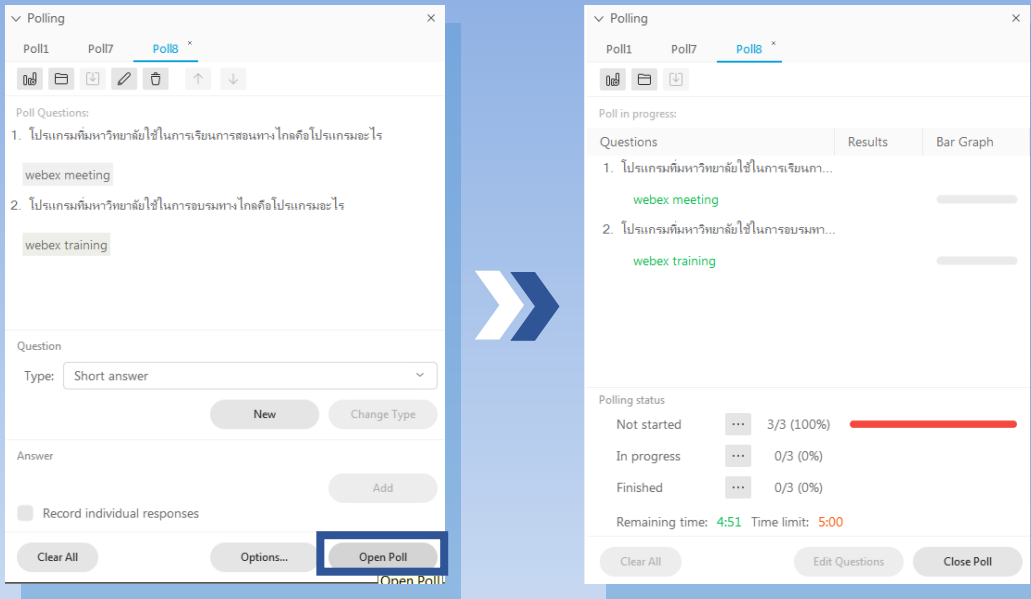 Polling
Poll1 Poll7 Poll8
Poll Questions:
1. โปรแกรมที่มหาวิทยาลัยใช้ในการเรียนการสอนทางไกลคือโปรแกรมอะไร
webex meeting
2. โปรแกรมที่มหาวิทยาลัยใช้ในการอบรมทางไกลคือโปรแกรมอะไร
webex training
Question
Type: Short answer
New Change Type
Answer
Add
Record individual responses
Clear All Options... Open Poll
Open Poll
Polling
Poll1 Poll7 Poll8
Poll in progress:
Questions Results Bar Graph
1. โปรแกรมที่มหาวิทยาลัยใช้ในการเรียนกา...
webex meeting
2. โปรแกรมที่มหาวิทยาลัยใช้ในการอบรมทา...
webex training
Polling status
Not started ... 3/3 (100%)
In progress ... 0/3 (0%)
Finished ... 0/3 (0%)
Remaining time: 4:51 Time limit: 5:00
Clear All Edit Questions Close Poll